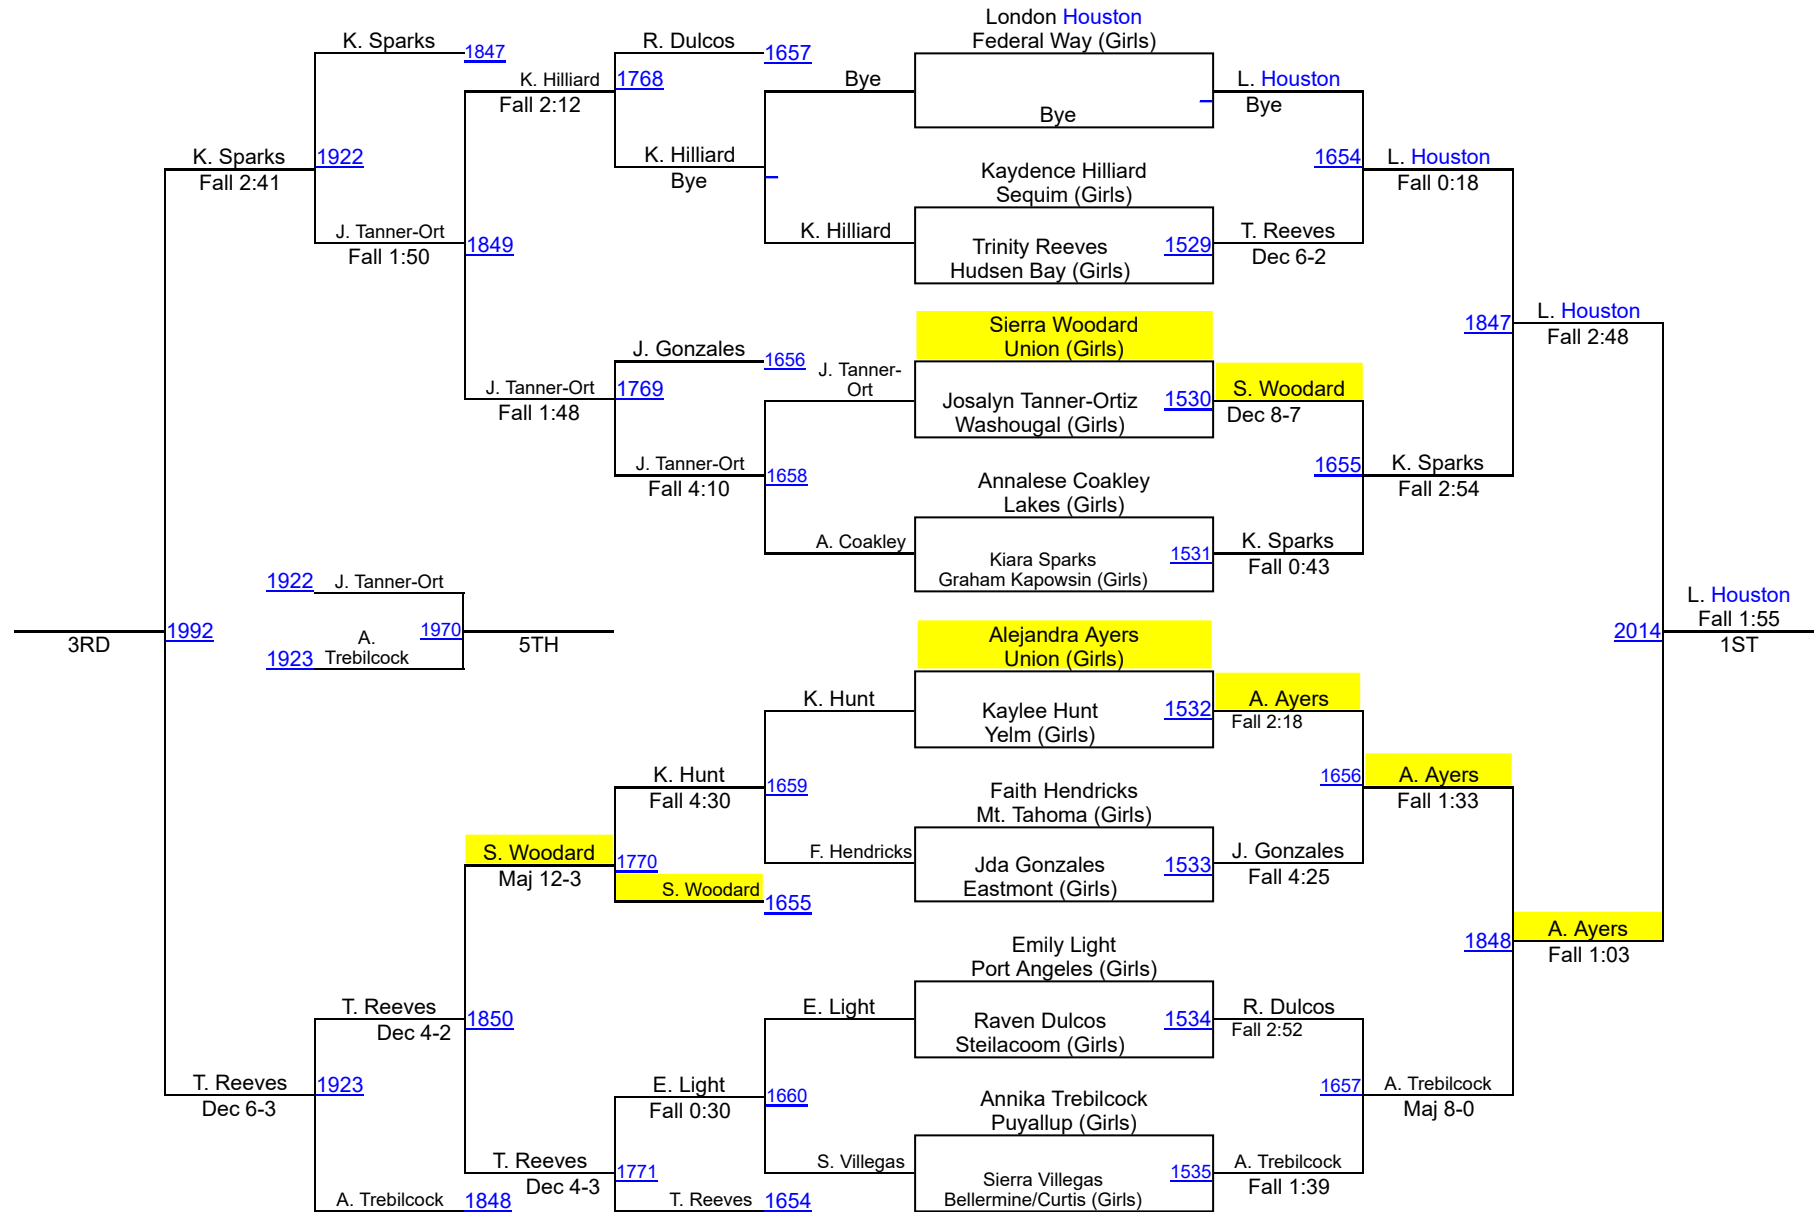 London Houston
Federal Way (Girls)
K. Sparks
1847
R. Dulcos
1657
K. Hilliard
1768
Fall 2:12
Bye
L. Houston
Bye
Bye
K. Sparks
1922
Fall 2:41
K. Hilliard
Bye
Kaydence Hilliard
Sequim (Girls)
1654
L. Houston
Fall 0:18
J. Tanner-Ort
1849
Fall 1:50
K. Hilliard
Trinity Reeves
1529
Hudsen Bay (Girls)
T. Reeves
Dec 6-2
Sierra Woodard
Union (Girls)
1847
L. Houston
Fall 2:48
J. Gonzales
1656
J. Tanner-
Ort
J. Tanner-Ort
1769
Fall 1:48
Josalyn Tanner-Ortiz
1530
Washougal (Girls)
S. Woodard
Dec 8-7
J. Tanner-Ort
1658
Fall 4:10
Annalese Coakley
Lakes (Girls)
1655
K. Sparks
Fall 2:54
A. Coakley
Kiara Sparks
1531
Graham Kapowsin (Girls)
K. Sparks
Fall 0:43
1922
J. Tanner-Ort
L. Houston
Fall 1:55
3RD
1992
A.
Trebilcock
1923
1970
5TH
2014
1ST
Alejandra Ayers
Union (Girls)
K. Hunt
Kaylee Hunt
1532
Yelm (Girls)
A. Ayers
Fall 2:18
K. Hunt
1659
Fall 4:30
Faith Hendricks
Mt. Tahoma (Girls)
1656
A. Ayers
Fall 1:33
S. Woodard
1770
Maj 12-3
F. Hendricks
Jda Gonzales
1533
Eastmont (Girls)
J. Gonzales
Fall 4:25
S. Woodard
1655
Emily Light
Port Angeles (Girls)
1848
A. Ayers
Fall 1:03
T. Reeves
1850
Dec 4-2
E. Light
Raven Dulcos
1534
Steilacoom (Girls)
R. Dulcos
Fall 2:52
T. Reeves
1923
Dec 6-3
E. Light
1660
Fall 0:30
Annika Trebilcock
Puyallup (Girls)
1657
A. Trebilcock
Maj 8-0
T. Reeves
1771
Dec 4-3
S. Villegas
Sierra Villegas
1535
Bellermine/Curtis (Girls)
A. Trebilcock
Fall 1:39
A. Trebilcock
1848
T. Reeves
1654